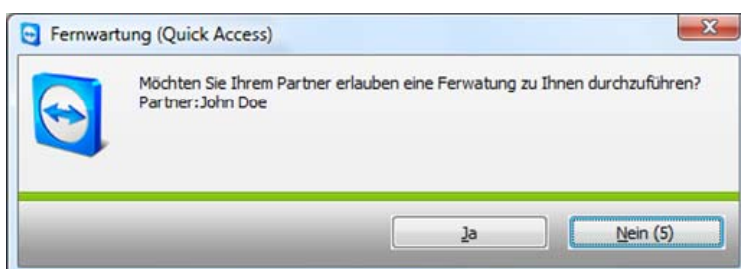 Fernwartung (Quick Access)
Möchten Sie Ihrem Partner erlauben eine Ferwatung zu Ihnen durchzuführen?
Partner:John Doe
Ja
Nein (5)